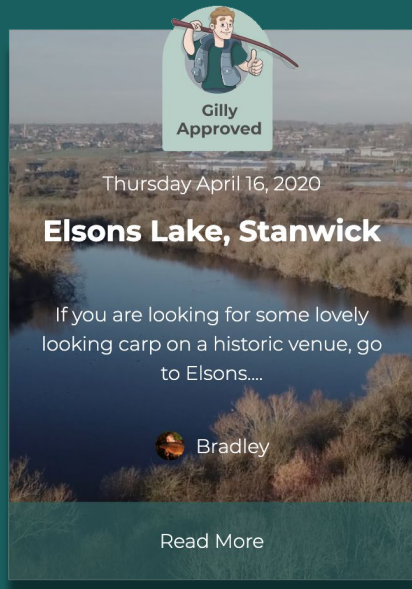 Gilly
Approved
Thursday April 16, 2020
Elsons Lake, Stanwick
If you are looking for some lovely
looking carp on a historic venue, go
to Elsons....
Bradley
Read More